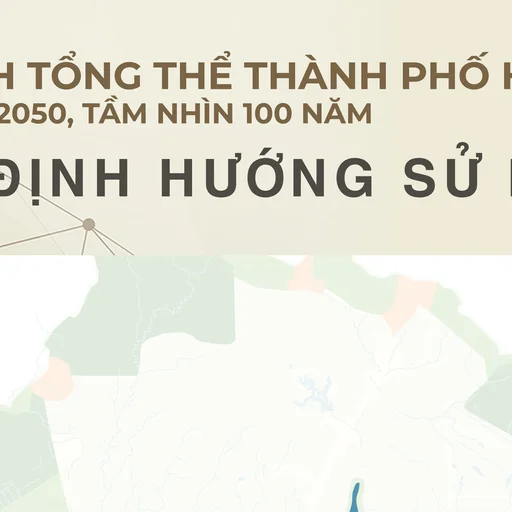 H TỔNG THỂ THÀNH PHỐ H
2050, TẦM NHÌN 100 NĂM
ĐỊNH HƯỚNG SỬ